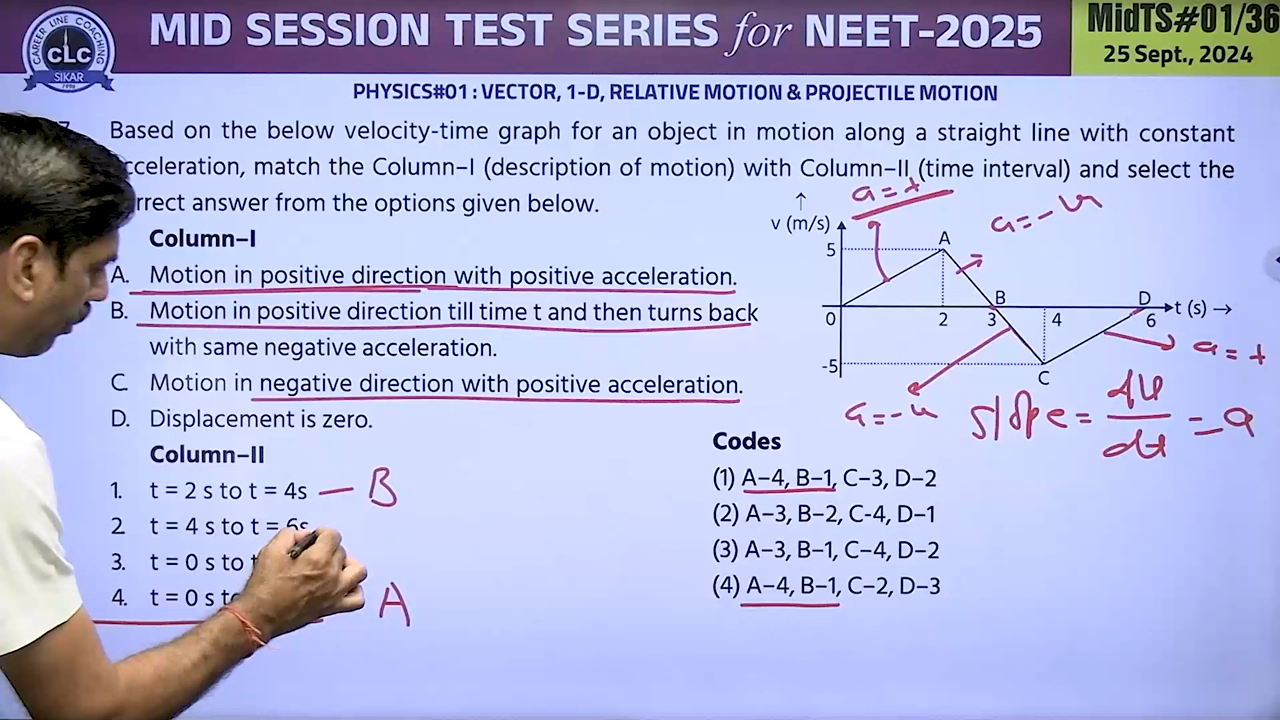 MID SESSION TEST SERIES for NEET-2025
MidTS#01/36
25 Sept., 2024
CAREER LINE COACHING
CLC
SIKAR
PHYSICS#01 : VECTOR, 1-D, RELATIVE MOTION & PROJECTILE MOTION
Based on the below velocity-time graph for an object in motion along a straight line with constant
cceleration, match the Column–I (description of motion) with Column–II (time interval) and select the
rrect answer from the options given below.
Column–I
A. Motion in positive direction with positive acceleration.
B. Motion in positive direction till time t and then turns back
with same negative acceleration.
C. Motion in negative direction with positive acceleration.
D. Displacement is zero.
Column–II
1. t = 2 s to t = 4s — B
2. t = 4 s to t = 6s
3. t = 0 s to
4. t = 0 s A
↑
v (m/s)
a = +
a = -
5
A
B
D
t (s) →
0
2
3
4
6
-5
C
a = +
a = -
slope = dv/dt = a
Codes
(1) A–4, B–1, C–3, D–2
(2) A–3, B–2, C-4, D–1
(3) A–3, B–1, C–4, D–2
(4) A–4, B–1, C–2, D–3